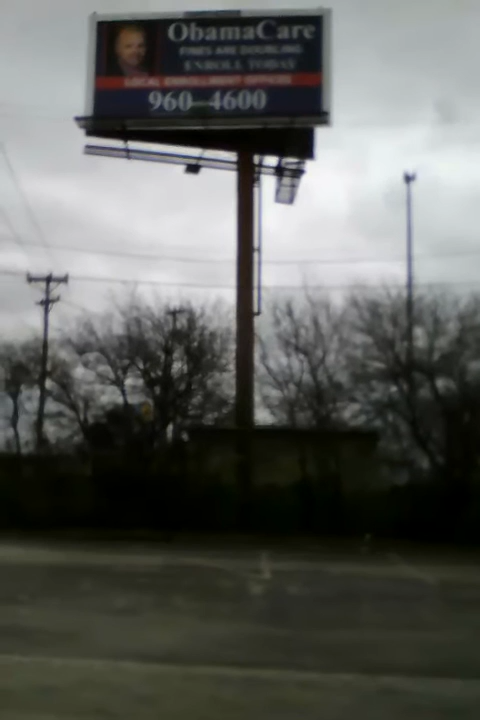 ObamaCare
FINES ARE DOUBLING
ENROLL TODAY
LOCAL ENROLLMENT OFFICES
960-4600